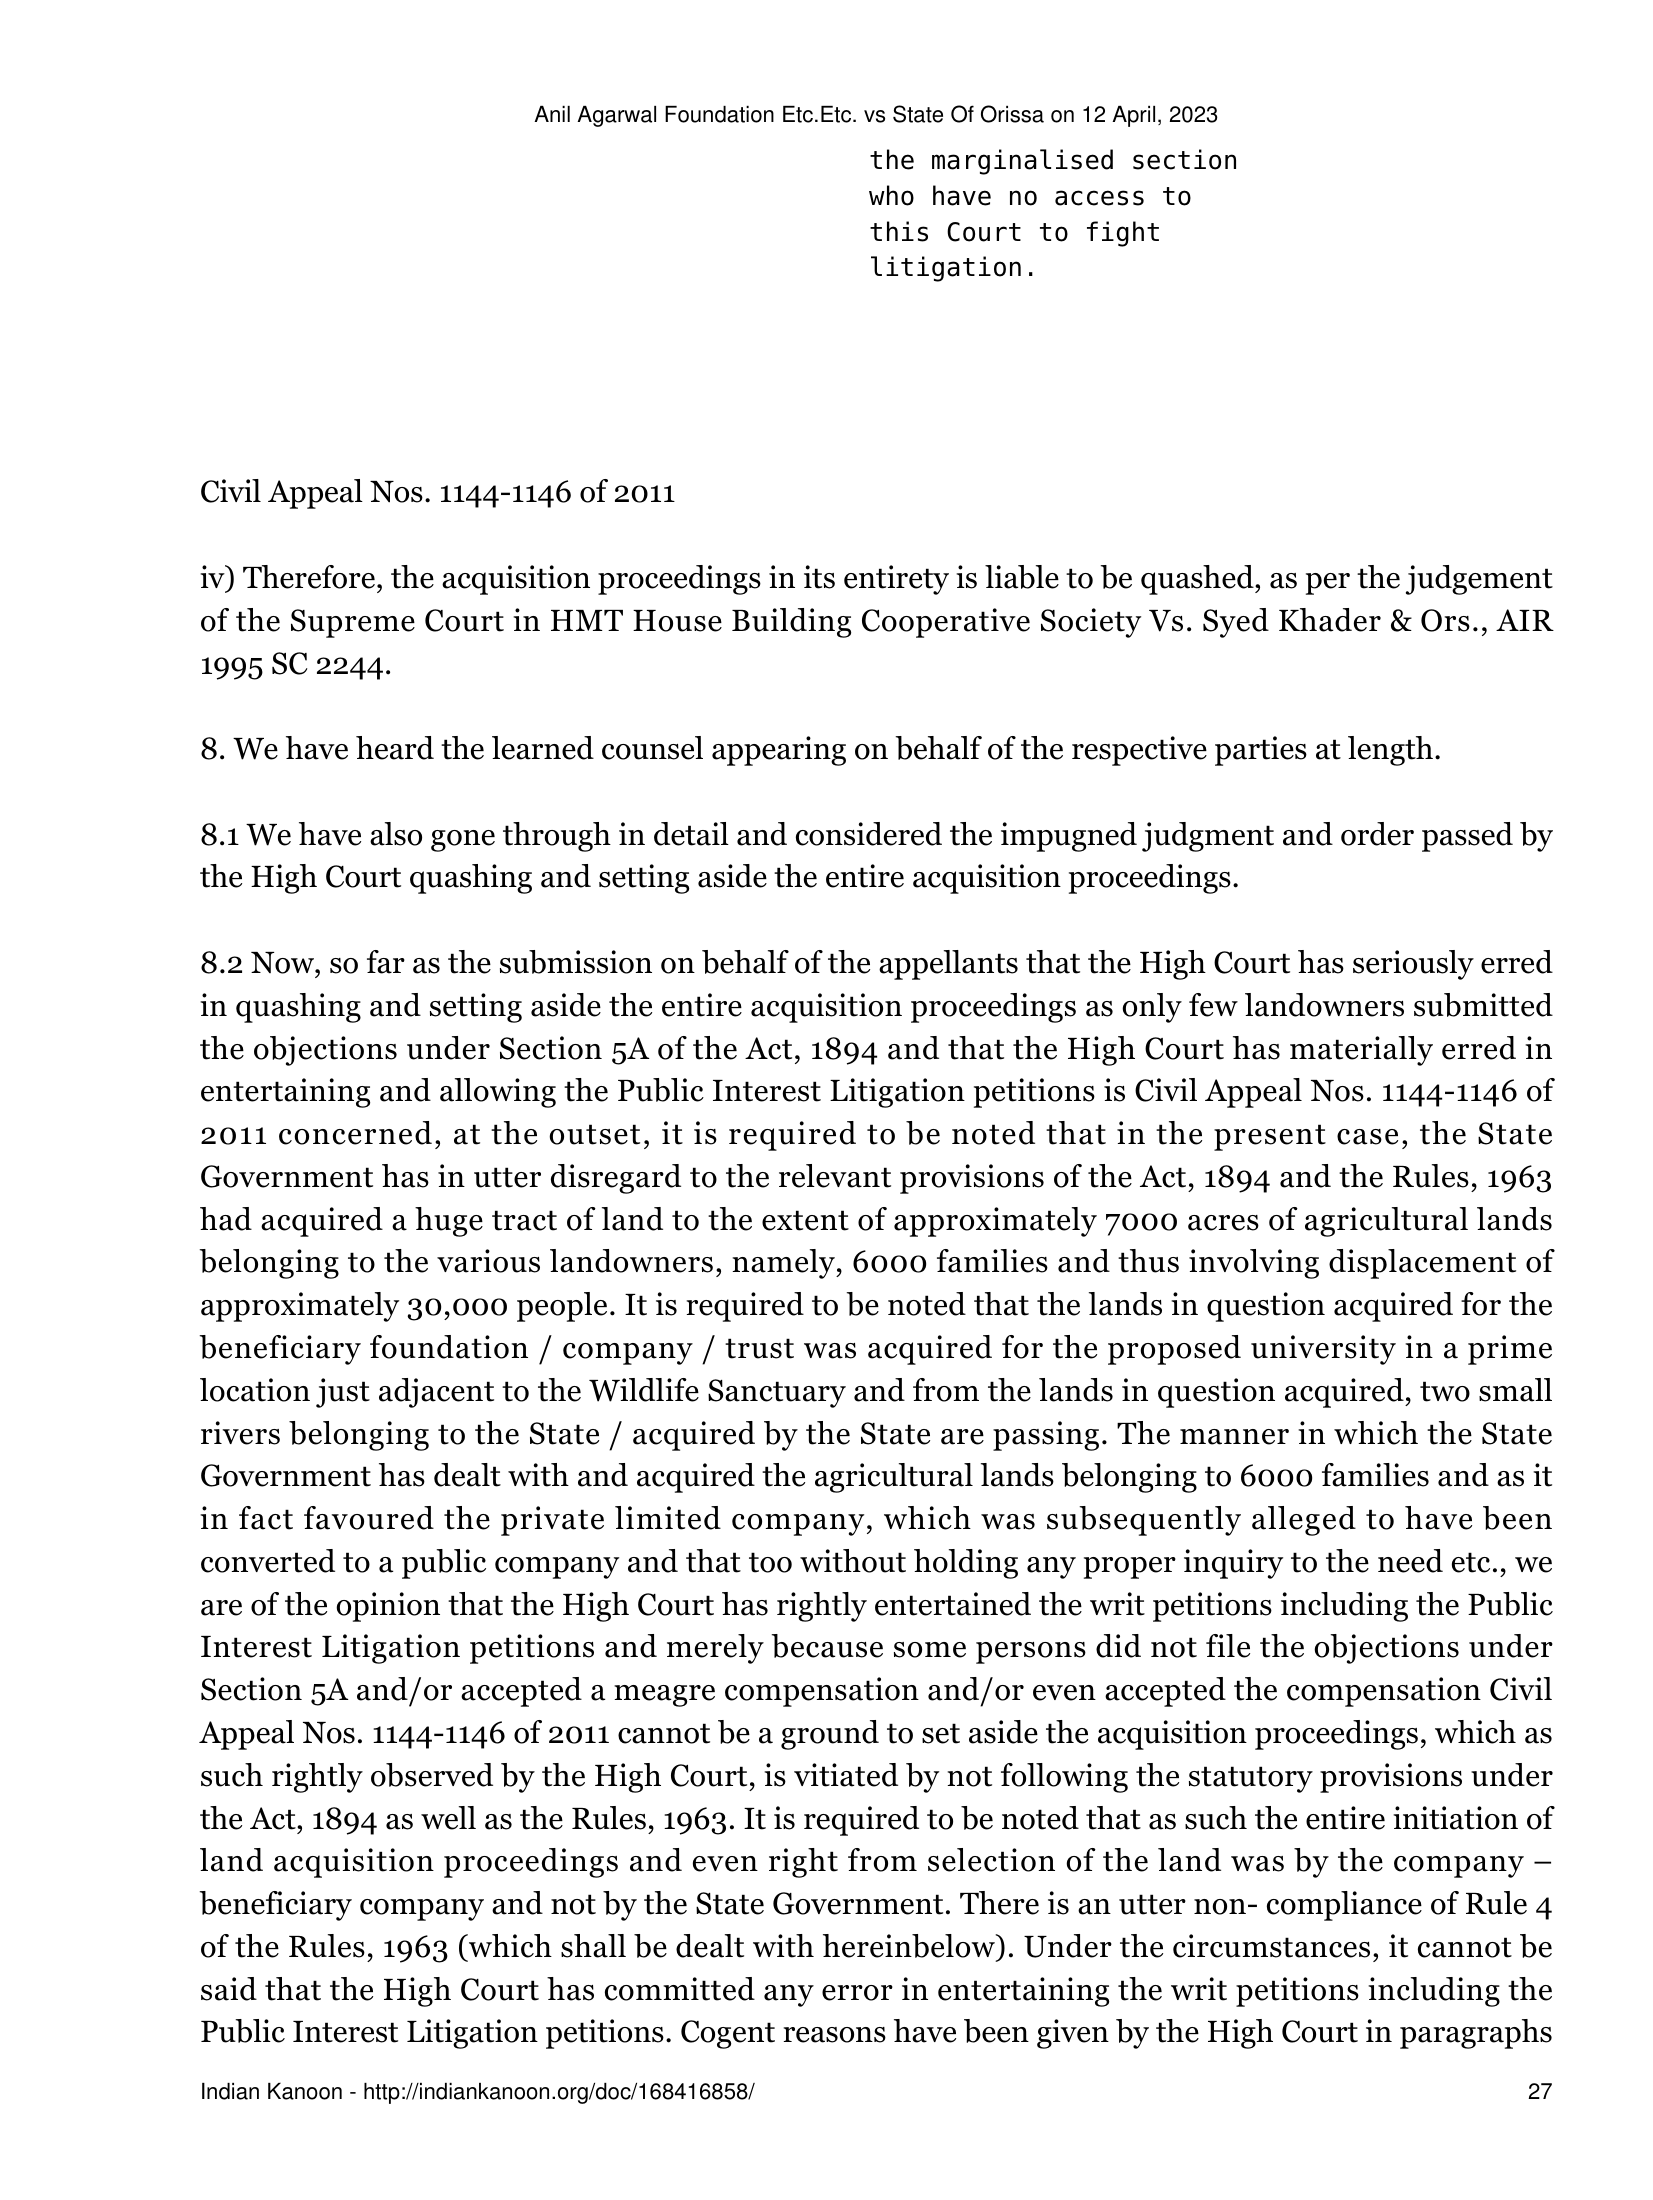 Anil Agarwal Foundation Etc.Etc. vs State Of Orissa on 12 April, 2023
the marginalised section
who have no access to
this Court to fight
litigation.
Civil Appeal Nos. 1144-1146 of 2011
iv) Therefore, the acquisition proceedings in its entirety is liable to be quashed, as per the judgement
of the Supreme Court in HMT House Building Cooperative Society Vs. Syed Khader & Ors., AIR
1995 SC 2244.
8. We have heard the learned counsel appearing on behalf of the respective parties at length.
8.1 We have also gone through in detail and considered the impugned judgment and order passed by
the High Court quashing and setting aside the entire acquisition proceedings.
8.2 Now, so far as the submission on behalf of the appellants that the High Court has seriously erred
in quashing and setting aside the entire acquisition proceedings as only few landowners submitted
the objections under Section 5A of the Act, 1894 and that the High Court has materially erred in
entertaining and allowing the Public Interest Litigation petitions is Civil Appeal Nos. 1144-1146 of
2011 concerned, at the outset, it is required to be noted that in the present case, the State
Government has in utter disregard to the relevant provisions of the Act, 1894 and the Rules, 1963
had acquired a huge tract of land to the extent of approximately 7000 acres of agricultural lands
belonging to the various landowners, namely, 6000 families and thus involving displacement of
approximately 30,000 people. It is required to be noted that the lands in question acquired for the
beneficiary foundation / company / trust was acquired for the proposed university in a prime
location just adjacent to the Wildlife Sanctuary and from the lands in question acquired, two small
rivers belonging to the State / acquired by the State are passing. The manner in which the State
Government has dealt with and acquired the agricultural lands belonging to 6000 families and as it
in fact favoured the private limited company, which was subsequently alleged to have been
converted to a public company and that too without holding any proper inquiry to the need etc., we
are of the opinion that the High Court has rightly entertained the writ petitions including the Public
Interest Litigation petitions and merely because some persons did not file the objections under
Section 5A and/or accepted a meagre compensation and/or even accepted the compensation Civil
Appeal Nos. 1144-1146 of 2011 cannot be a ground to set aside the acquisition proceedings, which as
such rightly observed by the High Court, is vitiated by not following the statutory provisions under
the Act, 1894 as well as the Rules, 1963. It is required to be noted that as such the entire initiation of
land acquisition proceedings and even right from selection of the land was by the company –
beneficiary company and not by the State Government. There is an utter non- compliance of Rule 4
of the Rules, 1963 (which shall be dealt with hereinbelow). Under the circumstances, it cannot be
said that the High Court has committed any error in entertaining the writ petitions including the
Public Interest Litigation petitions. Cogent reasons have been given by the High Court in paragraphs
Indian Kanoon - http://indiankanoon.org/doc/168416858/ 27